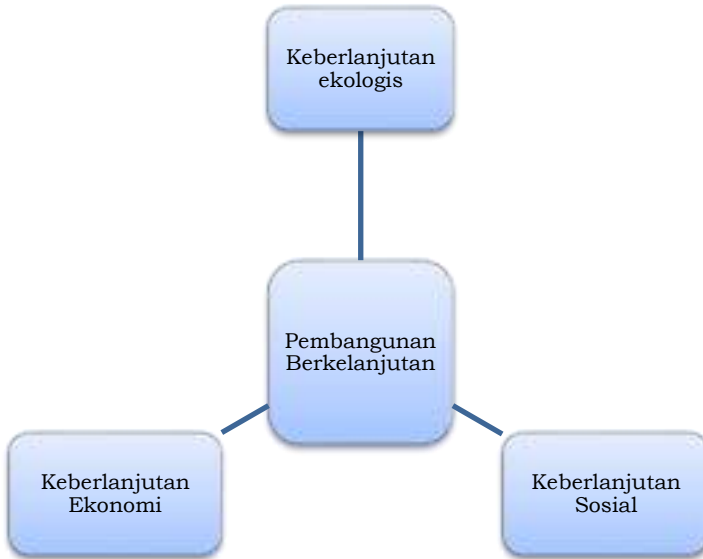 Keberlanjutan
ekologis
Pembangunan
Berkelanjutan
Keberlanjutan
Ekonomi
Keberlanjutan
Sosial